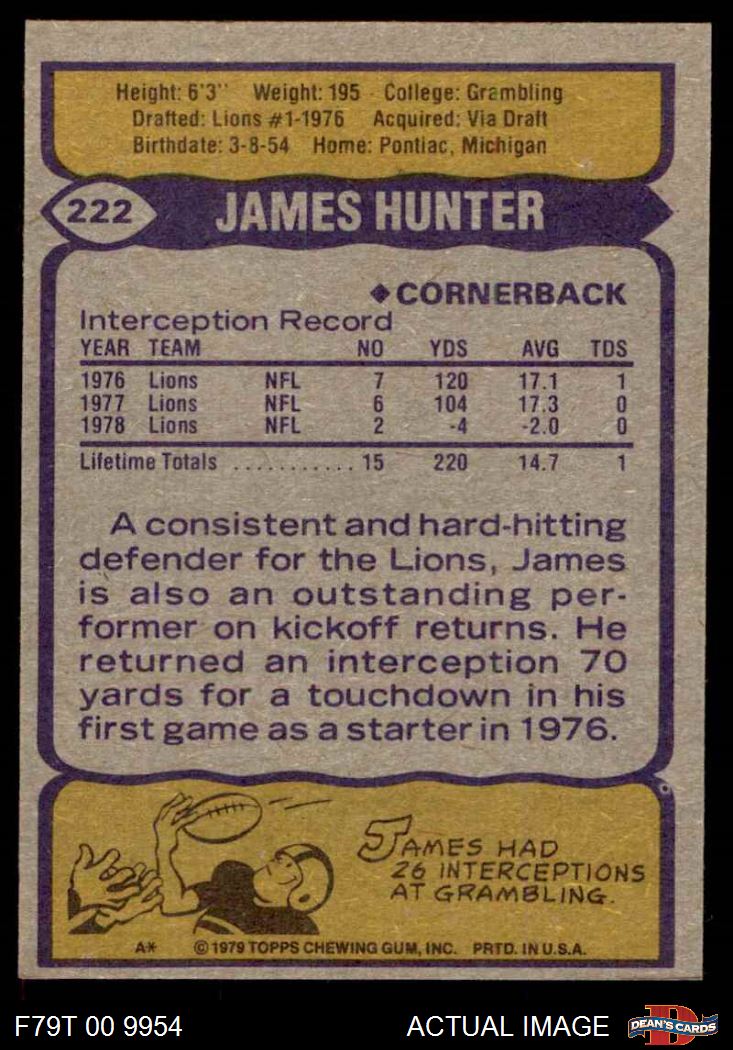 Height: 6'3'' Weight: 195 College: Grambling
Drafted: Lions #1-1976 Acquired: Via Draft
Birthdate: 3-8-54 Home: Pontiac, Michigan
222 JAMES HUNTER
◆CORNERBACK
Interception Record
YEAR TEAM NO YDS AVG TDS
1976 Lions NFL 7 120 17.1 1
1977 Lions NFL 6 104 17.3 0
1978 Lions NFL 2 -4 -2.0 0
Lifetime Totals ........... 15 220 14.7 1
A consistent and hard-hitting
defender for the Lions, James
is also an outstanding per-
former on kickoff returns. He
returned an interception 70
yards for a touchdown in his
first game as a starter in 1976.
JAMES HAD
26 INTERCEPTIONS
AT GRAMBLING.
A* © 1979 TOPPS CHEWING GUM, INC. PRTD. IN U.S.A.
F79T 00 9954 ACTUAL IMAGE D DEAN'S CARDS